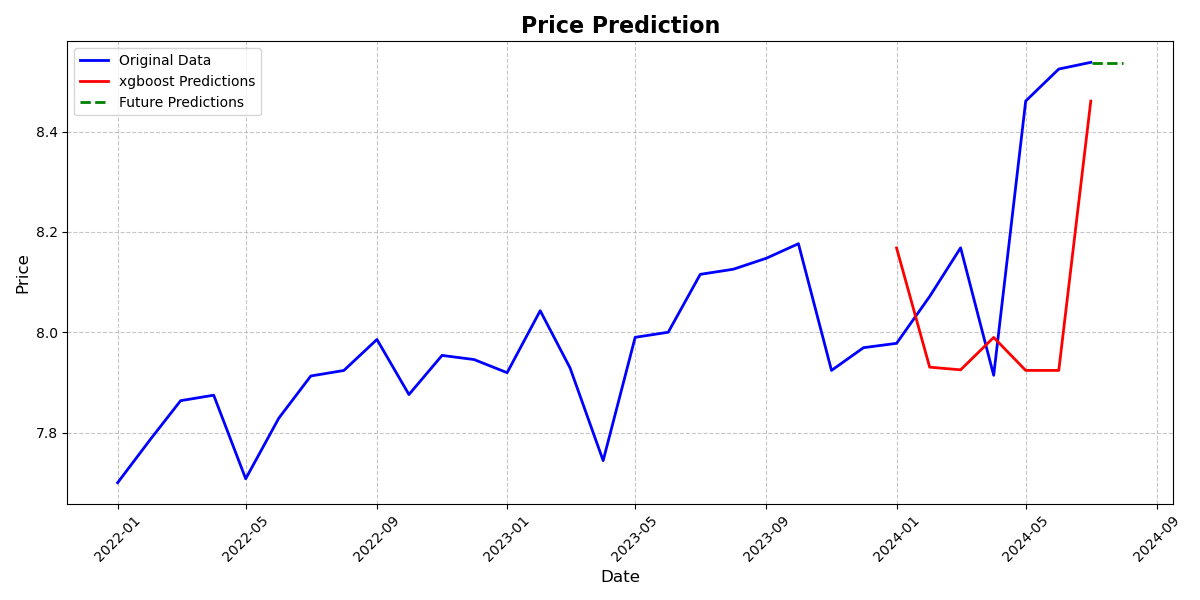 Price Prediction
Original Data
xgboost Predictions
Future Predictions
Price
8.4
8.2
8.0
7.8
2022-01
2022-05
2022-09
2023-01
2023-05
2023-09
2024-01
2024-05
2024-09
Date